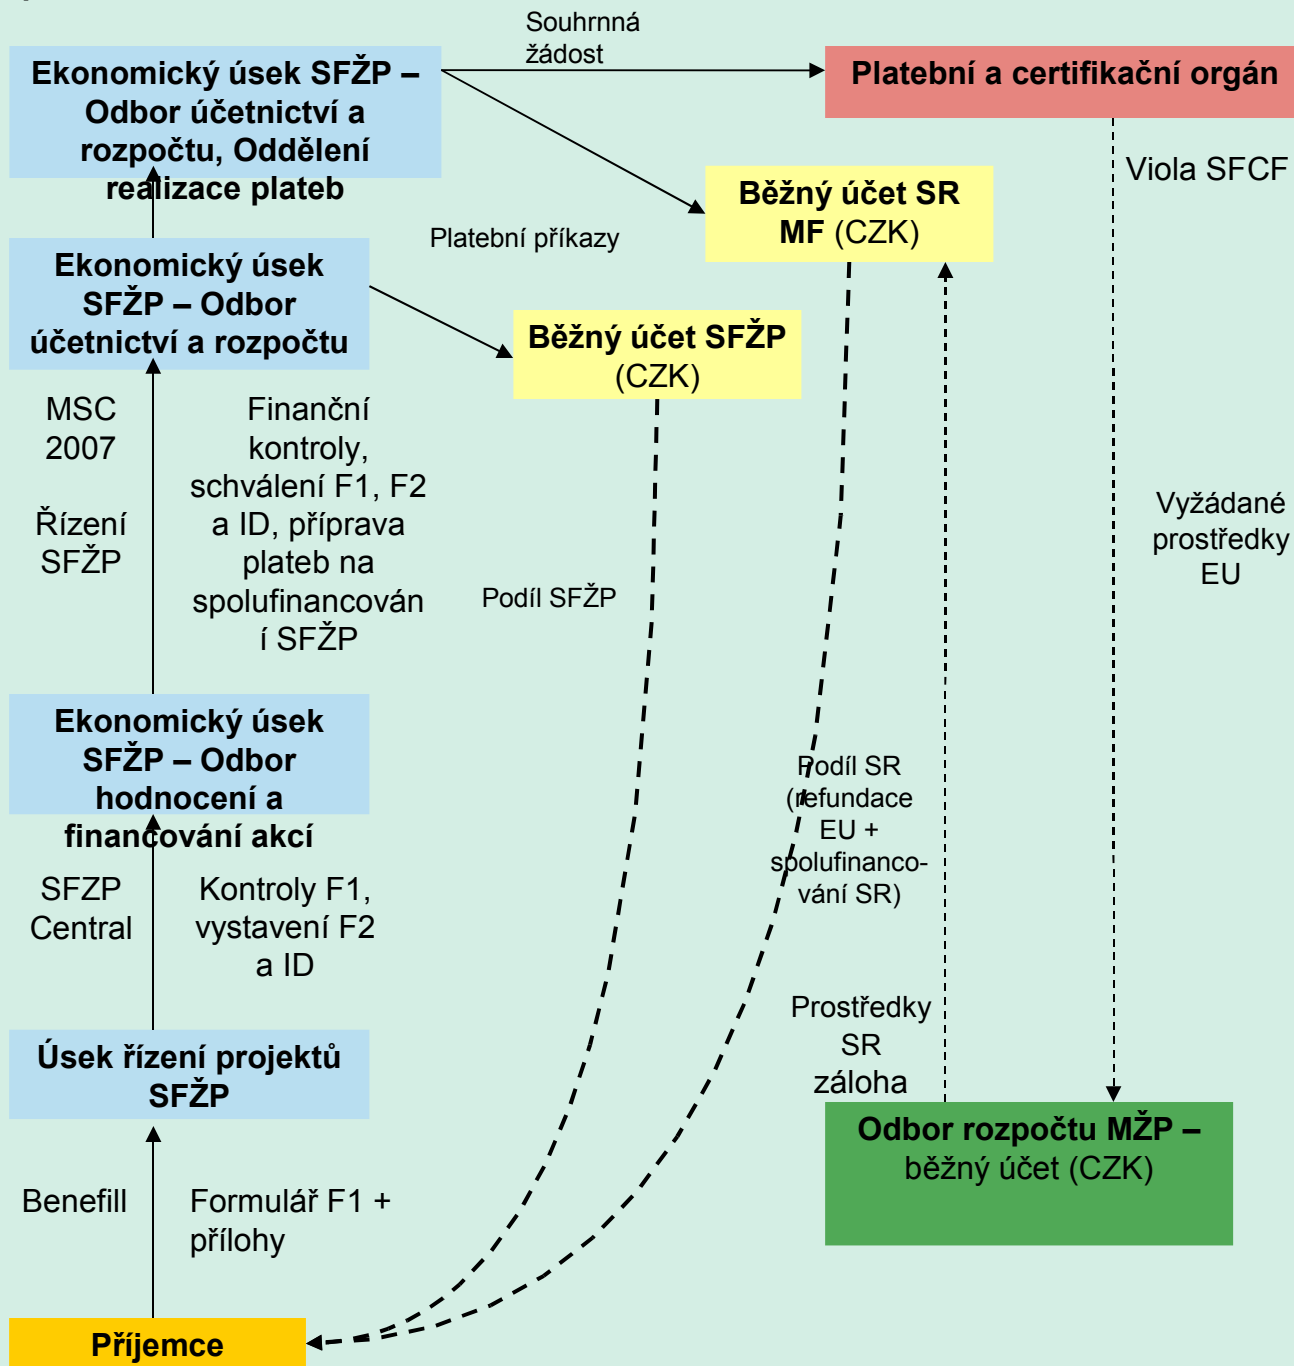 Souhrnná
žádost
Ekonomický úsek SFŽP –
Odbor účetnictví a
rozpočtu, Oddělení
realizace plateb
Platební a certifikační orgán
Viola SFCF
Běžný účet SR
MF (CZK)
Platební příkazy
Ekonomický úsek
SFŽP – Odbor
účetnictví a rozpočtu
Běžný účet SFŽP
(CZK)
MSC
2007
Řízení
SFŽP
Finanční
kontroly,
schválení F1, F2
a ID, příprava
plateb na
spolufinancován
í SFŽP
Podíl SFŽP
Vyžádané
prostředky
EU
Ekonomický úsek
SFŽP – Odbor
hodnocení a
financování akcí
Podíl SR
(refundace
EU +
spolufinanco-
vání SR)
SFZP
Central
Kontroly F1,
vystavení F2
a ID
Prostředky
SR
záloha
Úsek řízení projektů
SFŽP
Odbor rozpočtu MŽP –
běžný účet (CZK)
Benefill
Formulář F1 +
přílohy
Příjemce